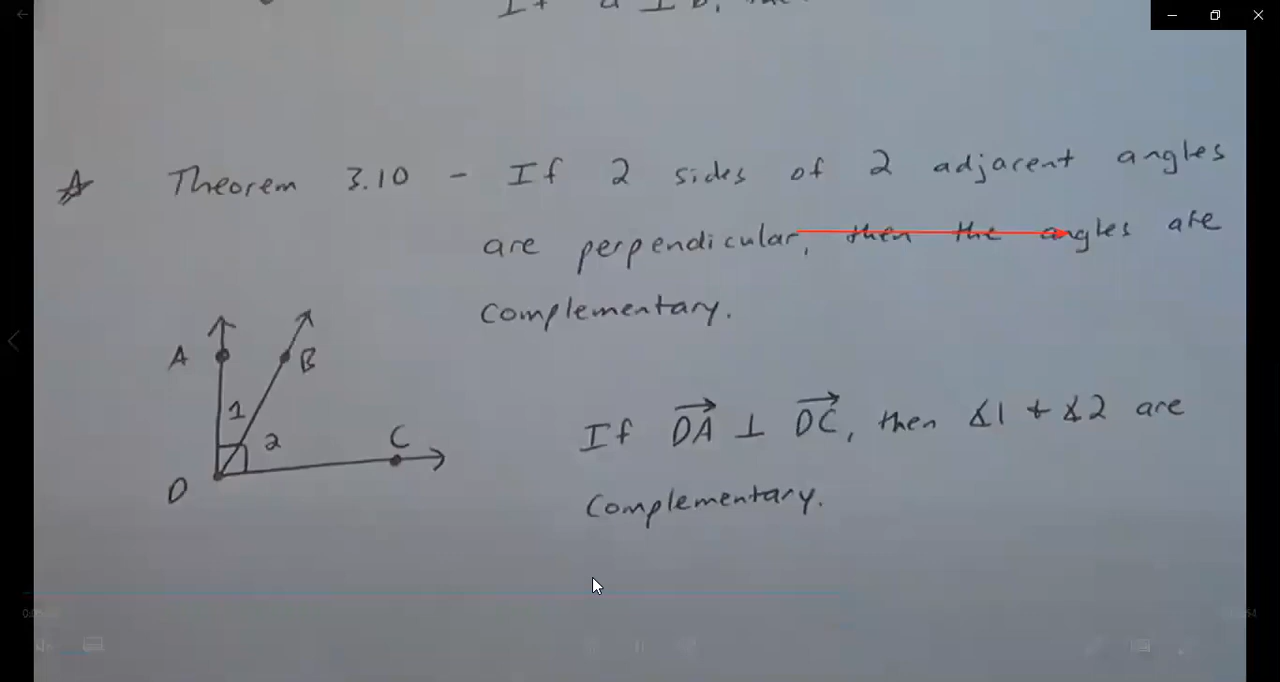 Theorem 3.10 - If 2 sides of 2 adjacent angles
are perpendicular, then the angles are
complementary.
A
B
1
2
C
D
If DA ⊥ DC, then ∡1 + ∡2 are
complementary.